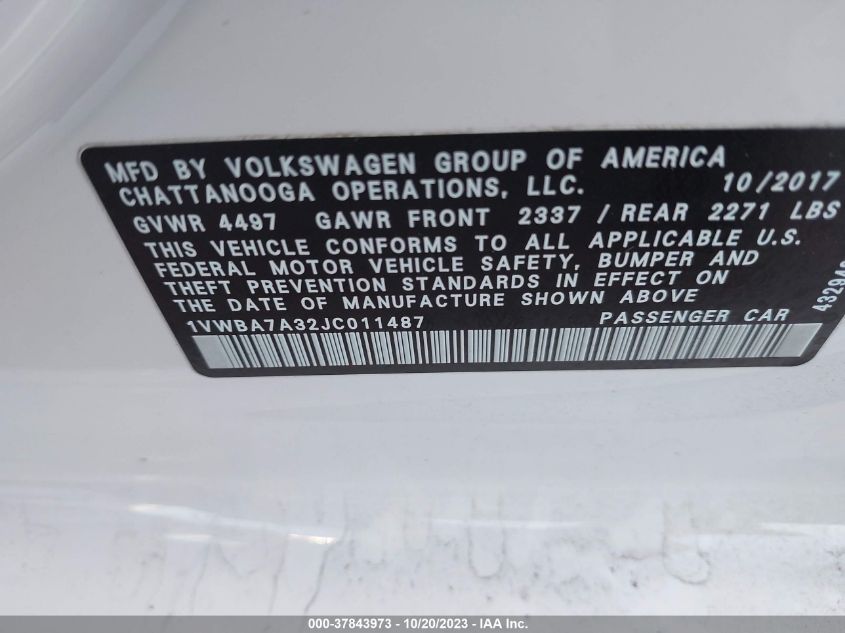 MFD BY VOLKSWAGEN GROUP OF AMERICA
CHATTANOOGA OPERATIONS, LLC. 10/2017
GVWR 4497 GAWR FRONT 2337 / REAR 2271 LBS
THIS VEHICLE CONFORMS TO ALL APPLICABLE U.S.
FEDERAL MOTOR VEHICLE SAFETY, BUMPER AND
THEFT PREVENTION STANDARDS IN EFFECT ON
THE DATE OF MANUFACTURE SHOWN ABOVE
1VWBA7A32JC011487 PASSENGER CAR
000-37843973 - 10/20/2023 - IAA Inc.